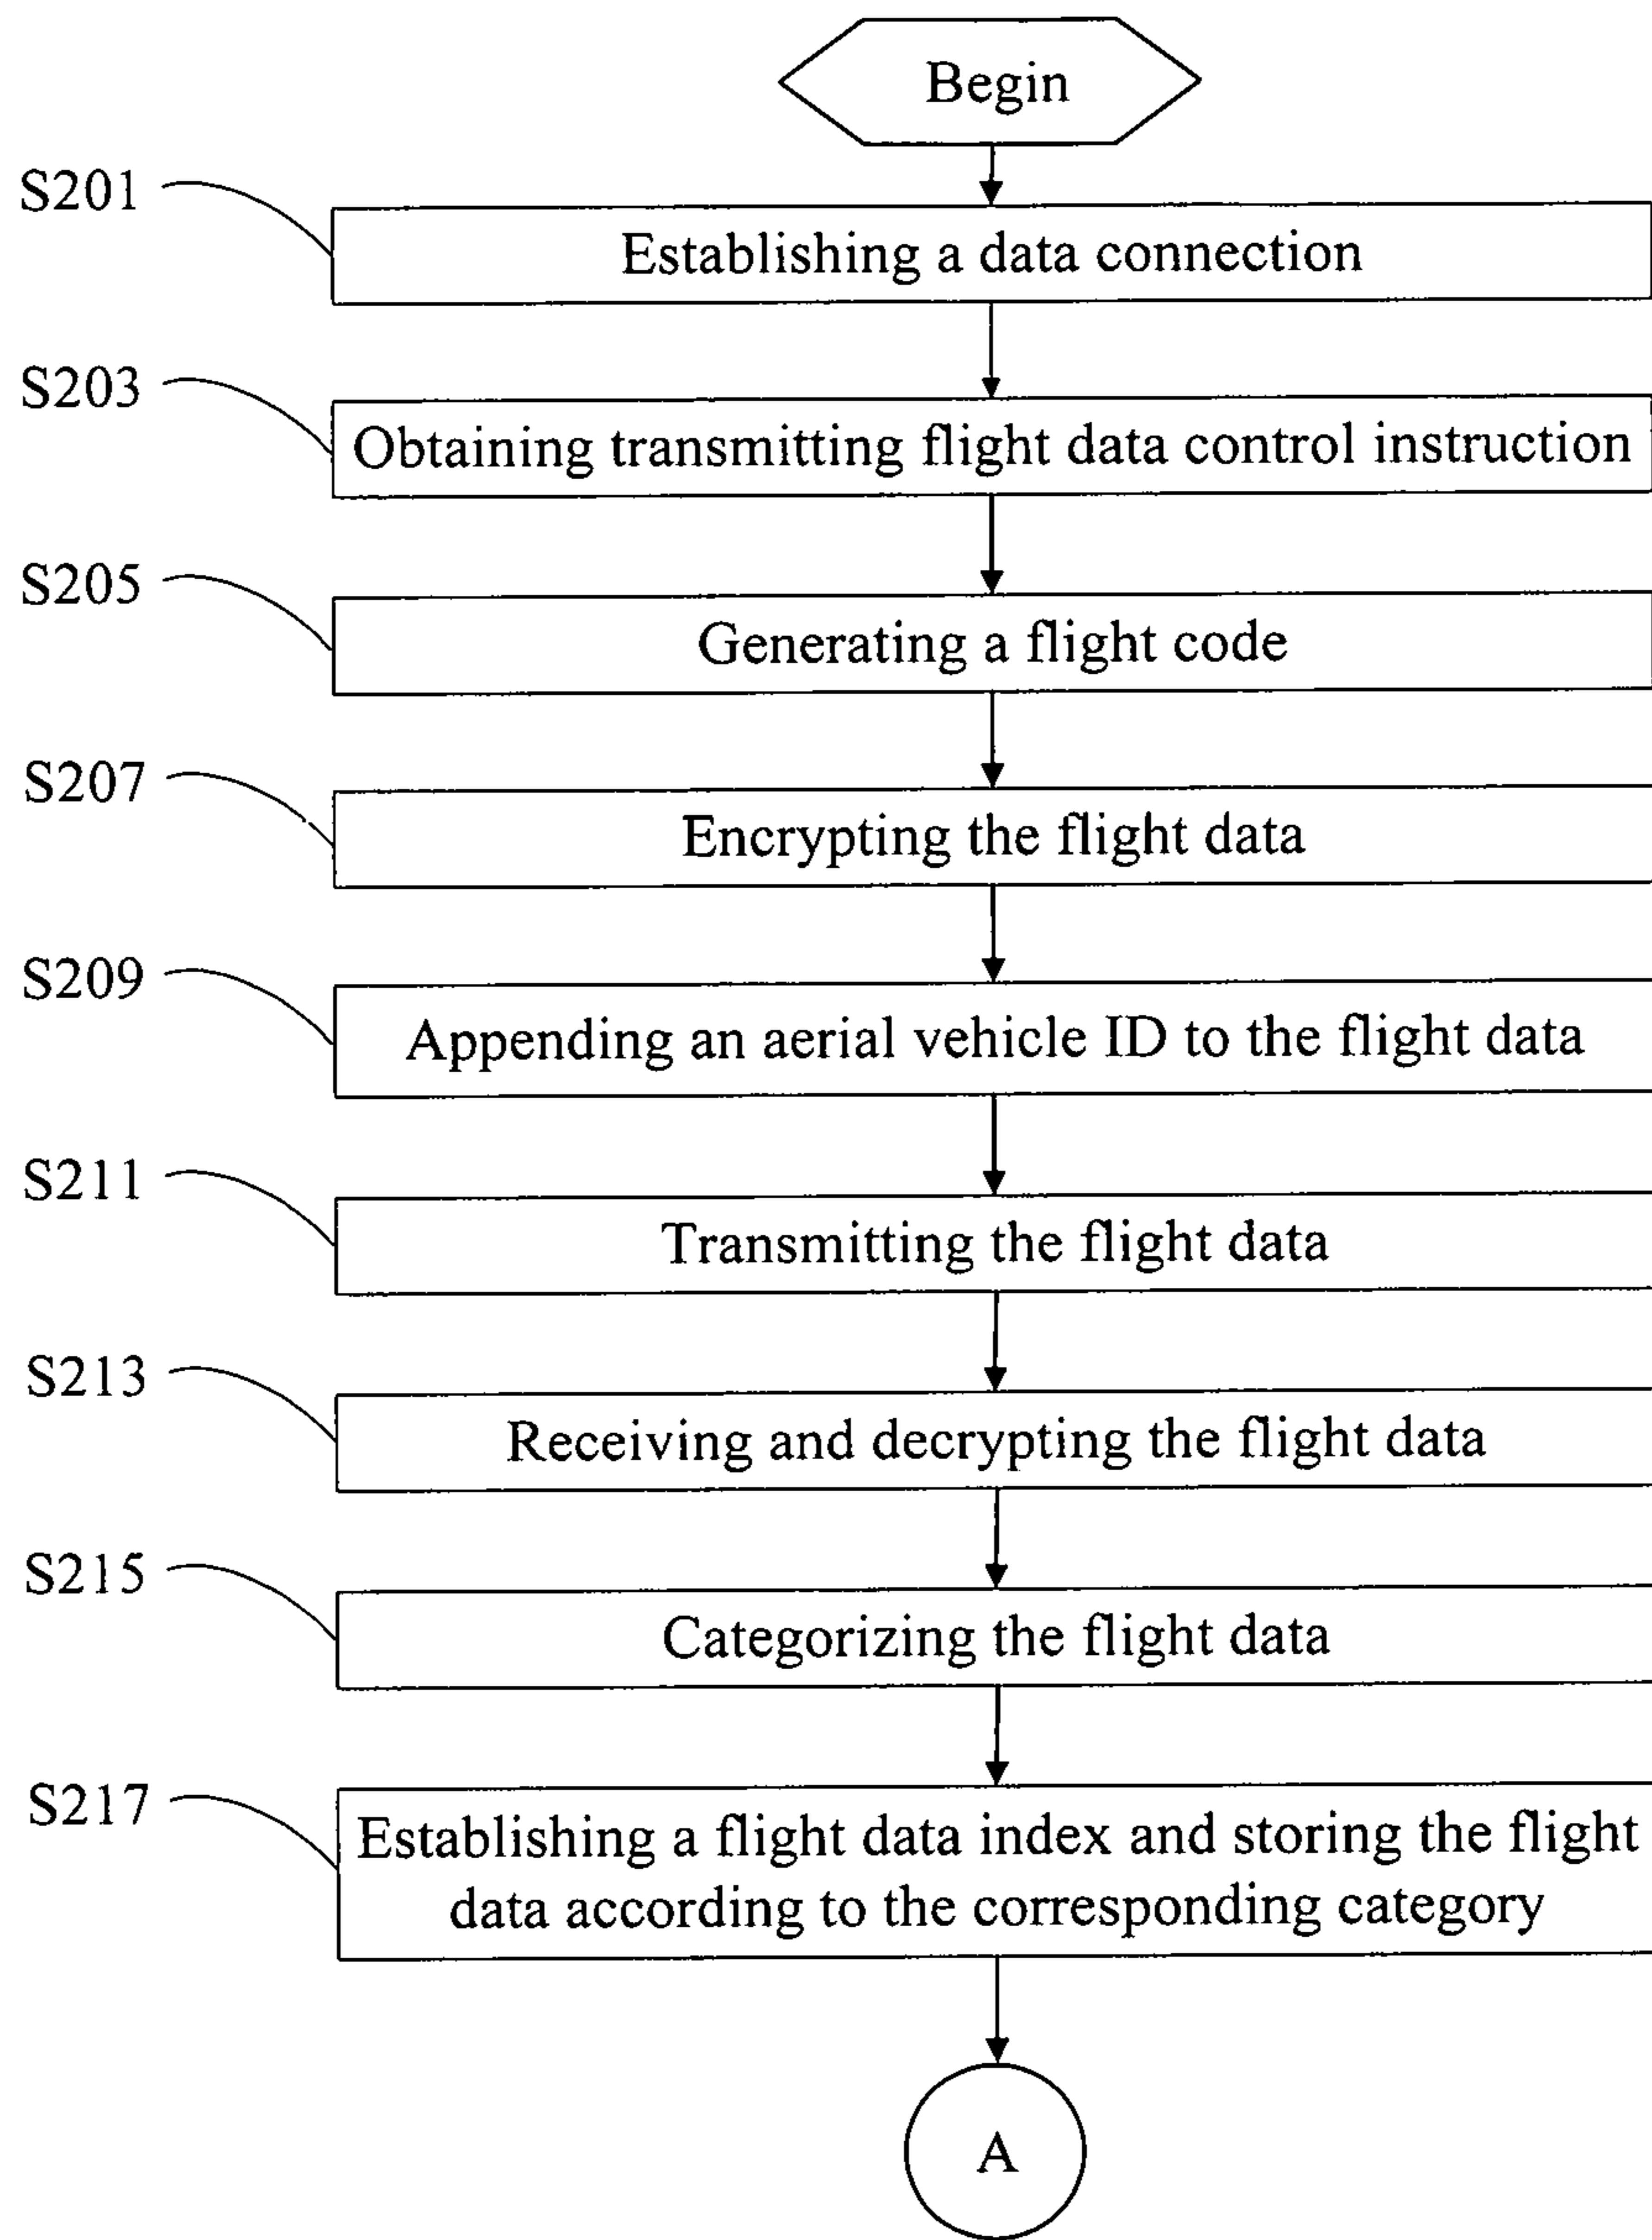 Begin
S201
Establishing a data connection
S203
Obtaining transmitting flight data control instruction
S205
Generating a flight code
S207
Encrypting the flight data
S209
Appending an aerial vehicle ID to the flight data
S211
Transmitting the flight data
S213
Receiving and decrypting the flight data
S215
Categorizing the flight data
S217
Establishing a flight data index and storing the flight
data according to the corresponding category
A